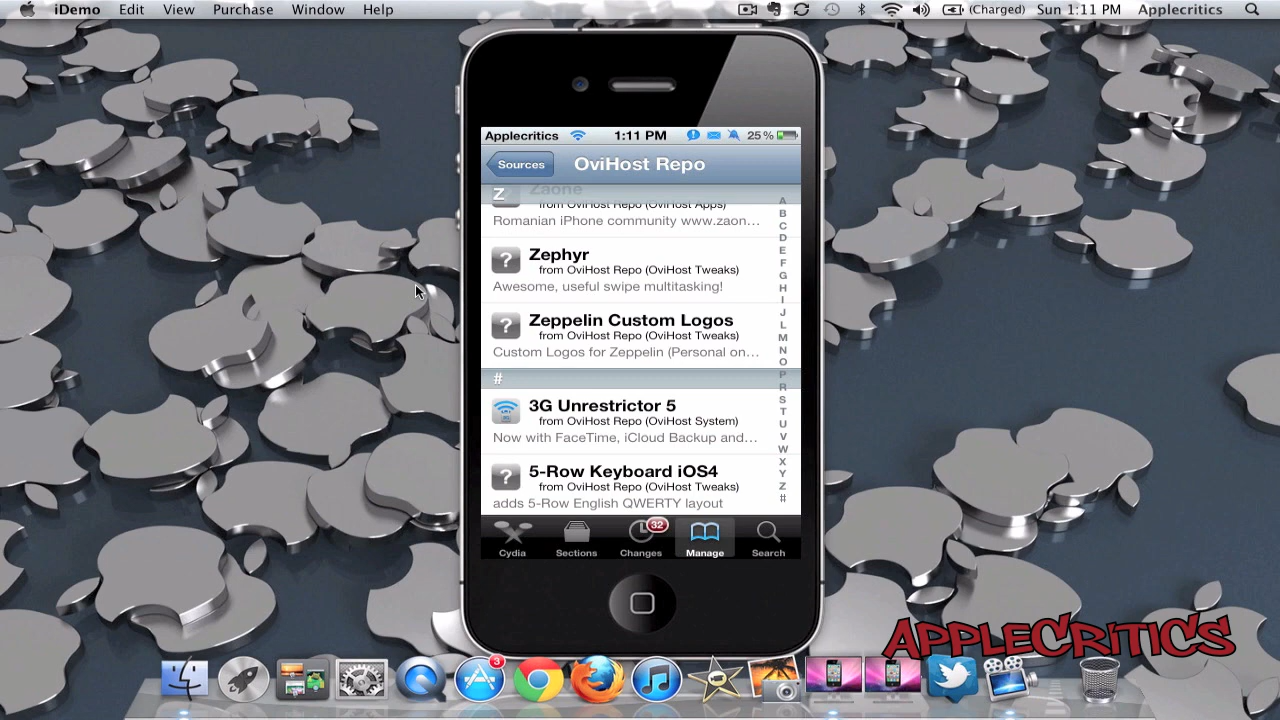 iDemo Edit View Purchase Window Help (Charged) Sun 1:11 PM Applecritics
Applecritics 1:11 PM 25%
Sources OviHost Repo
Z
Zaone
from OviHost Repo (OviHost Apps)
Romanian iPhone community www.zaon...
Zephyr
from OviHost Repo (OviHost Tweaks)
Awesome, useful swipe multitasking!
Zeppelin Custom Logos
from OviHost Repo (OviHost Tweaks)
Custom Logos for Zeppelin (Personal on...
#
3G Unrestrictor 5
from OviHost Repo (OviHost System)
Now with FaceTime, iCloud Backup and...
5-Row Keyboard iOS4
from OviHost Repo (OviHost Tweaks)
adds 5-Row English QWERTY layout
A
B
C
D
E
F
G
H
I
J
L
M
N
O
P
R
S
T
U
V
W
X
Y
Z
#
32
Cydia Sections Changes Manage Search
APPLECRITICS
3